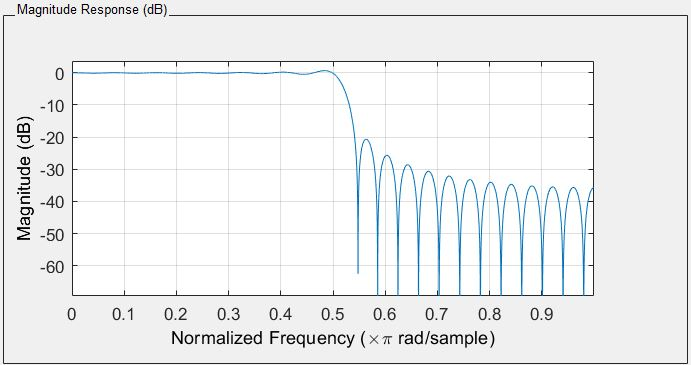 Magnitude Response (dB)
0
-10
-20
-30
-40
-50
-60
Magnitude (dB)
0 0.1 0.2 0.3 0.4 0.5 0.6 0.7 0.8 0.9
Normalized Frequency (×π rad/sample)